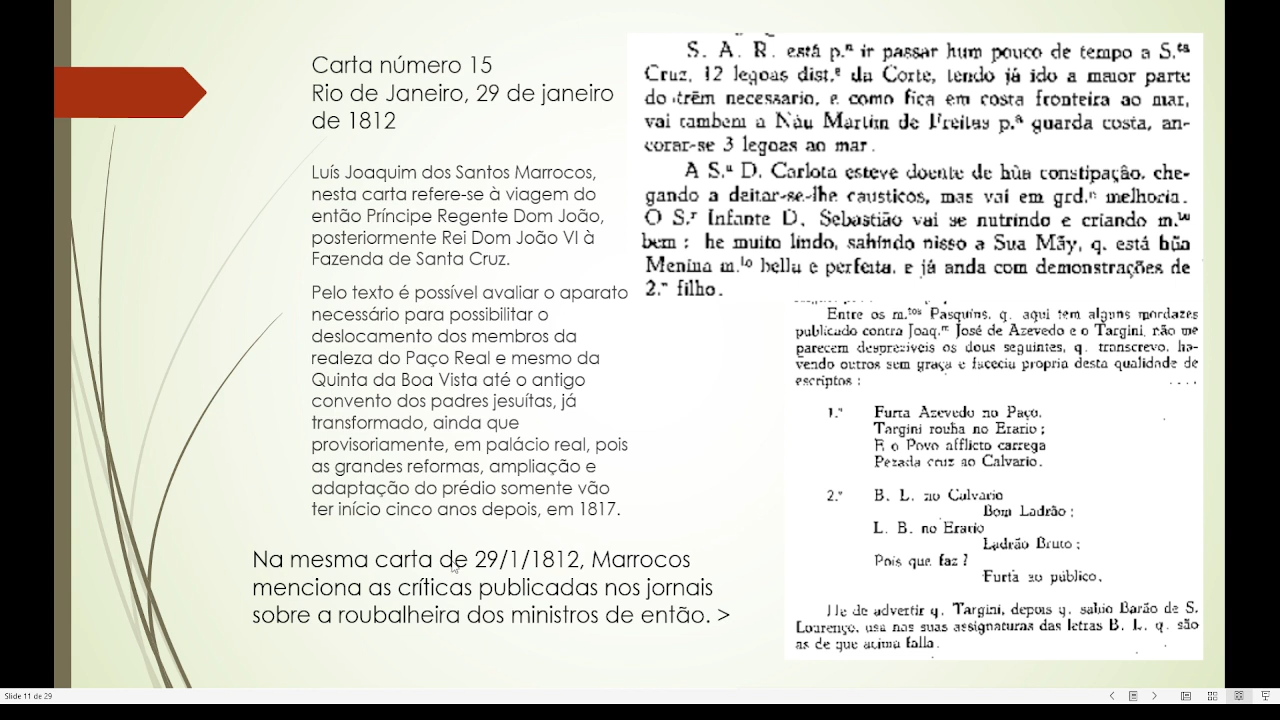 Carta número 15
Rio de Janeiro, 29 de janeiro
de 1812
Luís Joaquim dos Santos Marrocos,
nesta carta refere-se à viagem do
então Príncipe Regente Dom João,
posteriormente Rei Dom João VI à
Fazenda de Santa Cruz.
Pelo texto é possível avaliar o aparato
necessário para possibilitar o
deslocamento dos membros da
realeza do Paço Real e mesmo da
Quinta da Boa Vista até o antigo
convento dos padres jesuítas, já
transformado, ainda que
provisoriamente, em palácio real, pois
as grandes reformas, ampliação e
adaptação do prédio somente vão
ter início cinco anos depois, em 1817.
Na mesma carta de 29/1/1812, Marrocos
menciona as críticas publicadas nos jornais
sobre a roubalheira dos ministros de então. >
S. A. R. está p.ª ir passar hum pouco de tempo a S.ta
Cruz, 12 legoas dist.e da Corte, tendo já ido a maior parte
do trêm necessario, e como fica em costa fronteira ao mar,
vai tambem a Náu Martim de Freitas p.ª guarda costa, an-
corar-se 3 legoas ao mar.
A S.ª D. Carlota esteve doente de hũa constipação, che-
gando a deitar-se-lhe causticos, mas vai em grd.e melhoria.
O S.r Infante D. Sebastião vai se nutrindo e criando m.to
bem : he muito lindo, sahindo nisso a Sua Mãy, q. está hũa
Menina m.to bella e perfeita, e já anda com demonstrações de
2.º filho.
Entre os m.tos Pasquins, q. aqui tem alguns mordazes
publicado contra Joaq.m José de Azevedo e o Targini, não me
parecem despreziveis os dous seguintes, q. transcrevo, ha-
vendo outros sem graça e facecia propria desta qualidade de
escriptos :
1.º Furta Azevedo no Paço,
Targini rouba no Erario ;
E o Povo afflicto carrega
Pezada cruz ao Calvario.
2.º B. L. no Calvario
Bom Ladrão ;
L. B. no Erario
Ladrão Bruto ;
Pois que faz ?
Furta ao público.
He de advertir q. Targini, depois q. sahio Barão de S.
Lourenço, usa nas suas assignaturas das letras B. L. q. são
as de que acima falla.
Slide 11 de 29